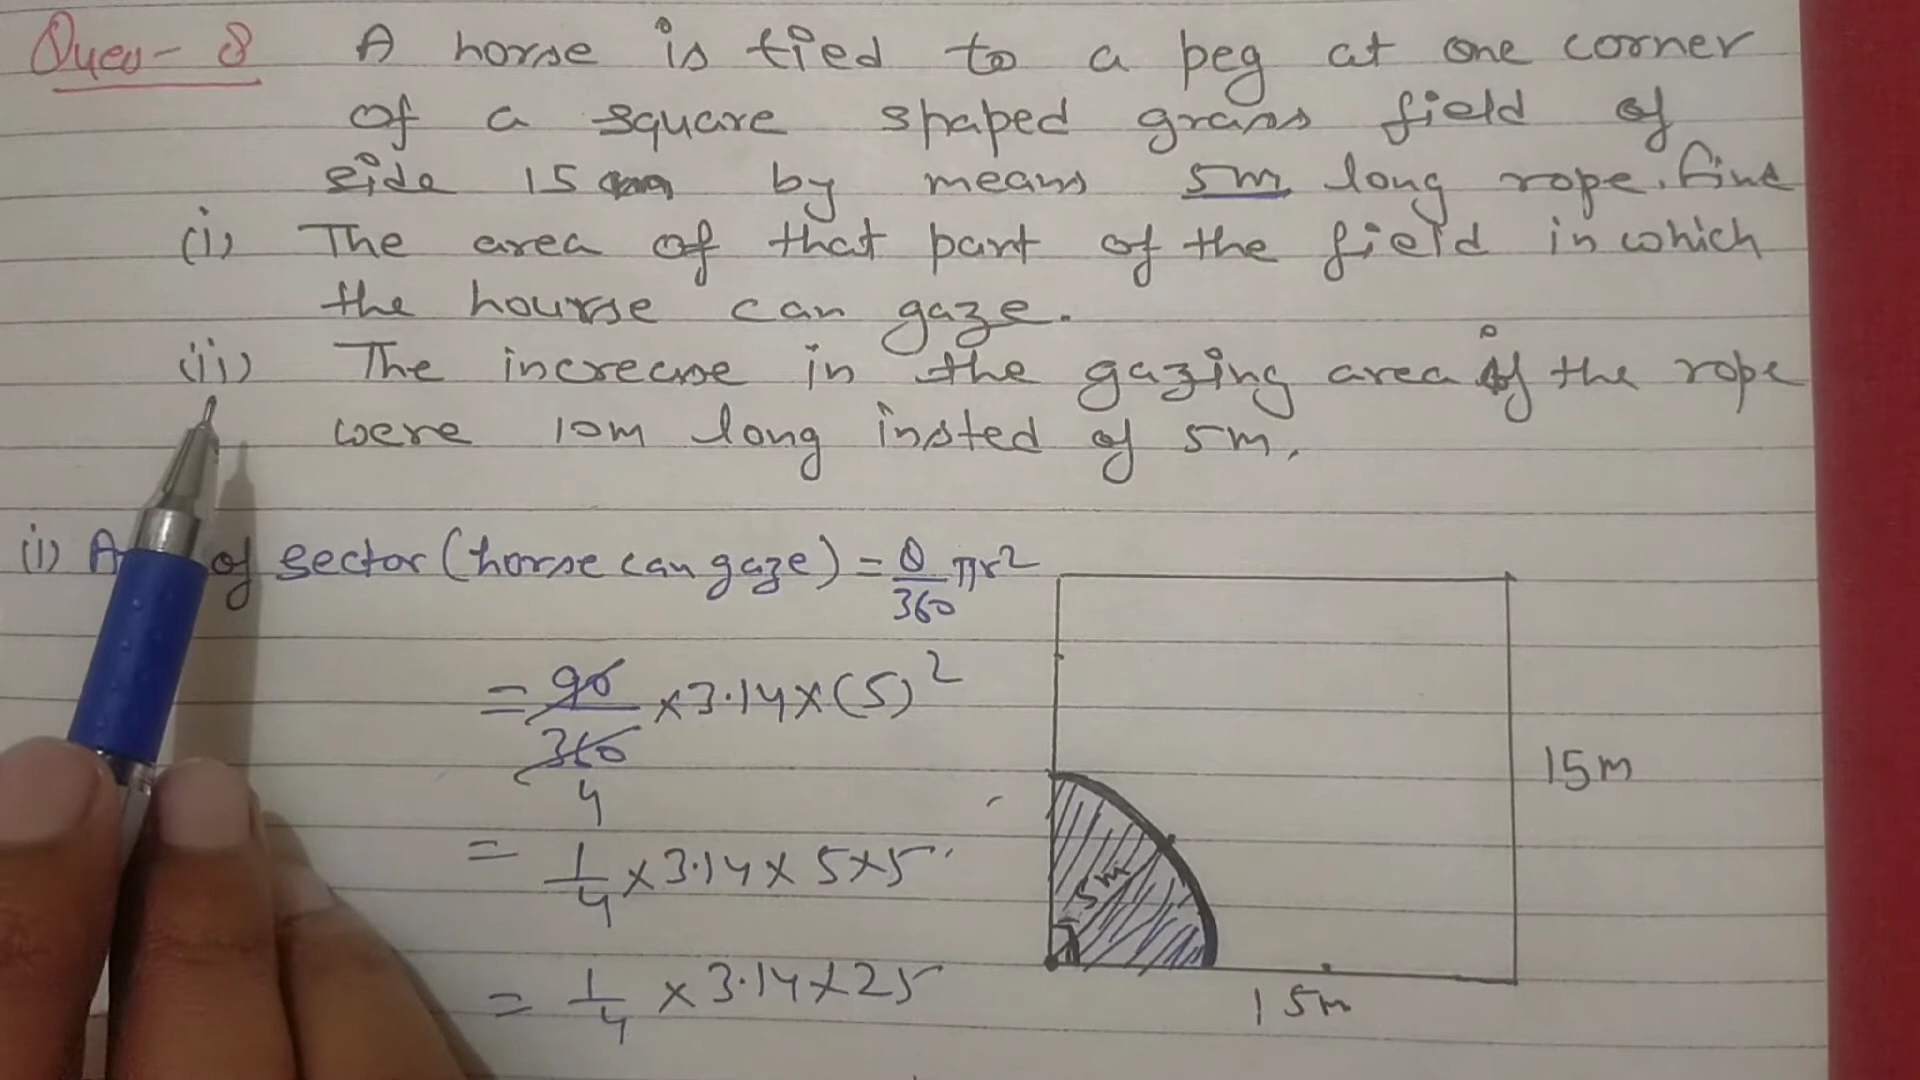 Ques- 8 A horse is tied to a peg at one corner
of a square shaped grass field of
side 15 m by means 5m long rope. find
(i) The area of that part of the field in which
the hourse can gaze.
(ii) The increase in the gazing area if the rope
were 10m long insted of 5m.
(i) of sector (horse can gaze) = θ/360 πr²
= 90/360 × 3.14 × (5)²
4
= 1/4 × 3.14 × 5×5
= 1/4 × 3.14 × 25
15m
5m
15m